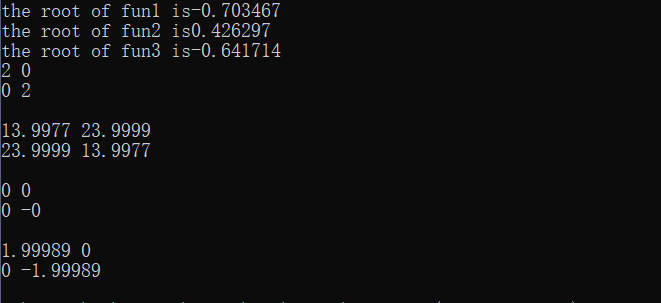 the root of fun1 is-0.703467
the root of fun2 is0.426297
the root of fun3 is-0.641714
2 0
0 2
13.9977 23.9999
23.9999 13.9977
0 0
0 -0
1.99989 0
0 -1.99989